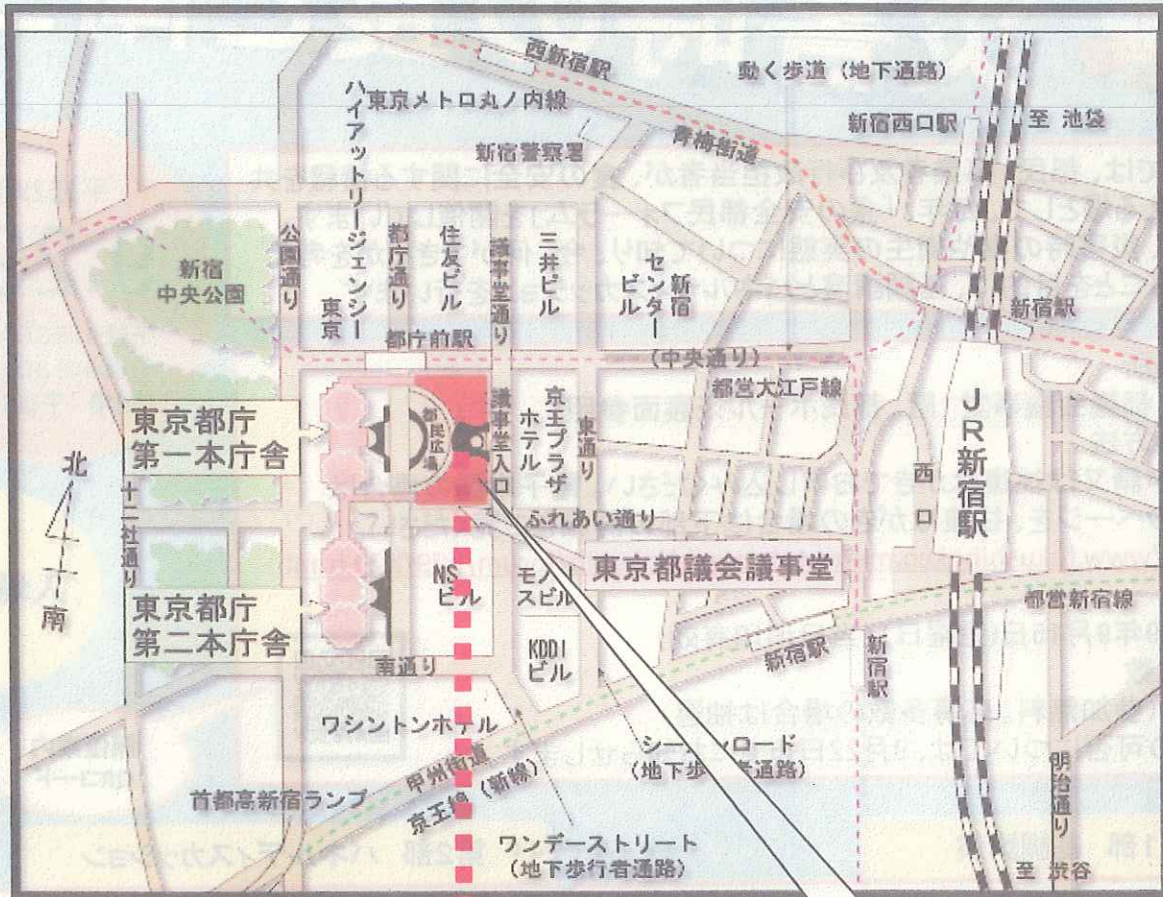 西新宿駅
動く歩道（地下通路）
東京メトロ丸ノ内線
青梅街道
新宿西口駅
至 池袋
新宿警察署
ハイアットリージェンシー
東京
公園通り
都庁通り
住友ビル
議事堂通り
三井ビル
新宿
センタービル
新宿
中央公園
都庁前駅
新宿駅
（中央通り）
都営大江戸線
JR新宿駅
西口
東京都庁
第一本庁舎
都民広場
議事堂入口
京王プラザ
ホテル
東通り
北
南
十二社通り
ふれあい通り
東京都議会議事堂
東京都庁
第二本庁舎
NS
ビル
モノリ
スビル
都営新宿線
KDDI
ビル
新宿駅
新宿駅
南通り
ワシントンホテル
ロード
（地下歩
者通路）
明治通り
甲州街道
京王線（新線）
首都高新宿ランプ
ワンデーストリート
（地下歩行者通路）
至 渋谷